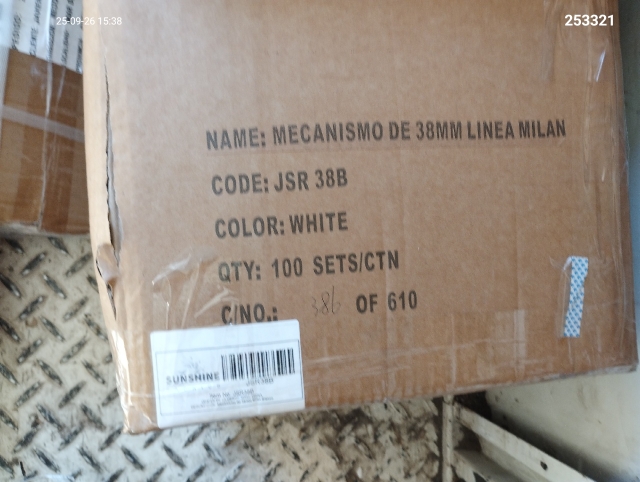 25-09-26 15:38
253321
NAME: MECANISMO DE 38MM LINEA MILAN
CODE: JSR 38B
COLOR: WHITE
QTY: 100 SETS/CTN
C/NO.: 386 OF 610
SUNSHINE
JSR38B